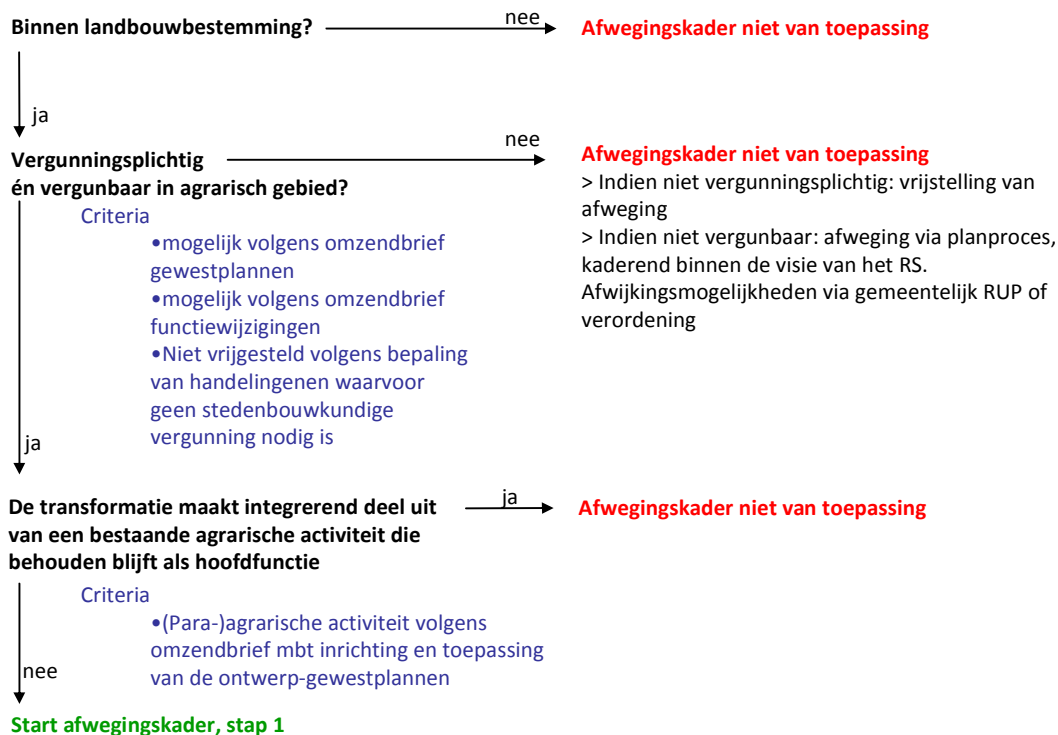 Binnen landbouwbestemming?
nee
Afwegingskader niet van toepassing
ja
Vergunningsplichtig
én vergunbaar in agrarisch gebied?
nee
Afwegingskader niet van toepassing
> Indien niet vergunningsplichtig: vrijstelling van
afweging
> Indien niet vergunbaar: afweging via planproces,
kaderend binnen de visie van het RS.
Afwijkingsmogelijkheden via gemeentelijk RUP of
verordening
Criteria
•mogelijk volgens omzendbrief
gewestplannen
•mogelijk volgens omzendbrief
functiewijzigingen
•Niet vrijgesteld volgens bepaling
van handelingenen waarvoor
geen stedenbouwkundige
vergunning nodig is
ja
De transformatie maakt integrerend deel uit
van een bestaande agrarische activiteit die
behouden blijft als hoofdfunctie
ja
Afwegingskader niet van toepassing
Criteria
•(Para-)agrarische activiteit volgens
omzendbrief mbt inrichting en toepassing
van de ontwerp-gewestplannen
nee
Start afwegingskader, stap 1